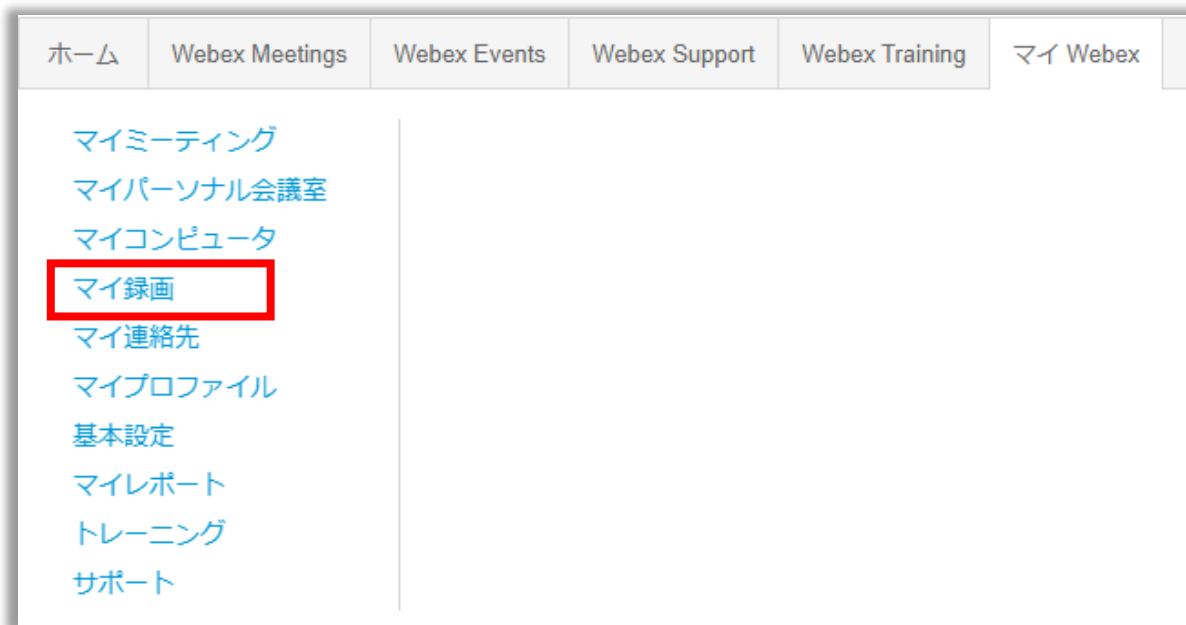 ホーム Webex Meetings Webex Events Webex Support Webex Training マイ Webex
マイミーティング
マイパーソナル会議室
マイコンピュータ
マイ録画
マイ連絡先
マイプロファイル
基本設定
マイレポート
トレーニング
サポート